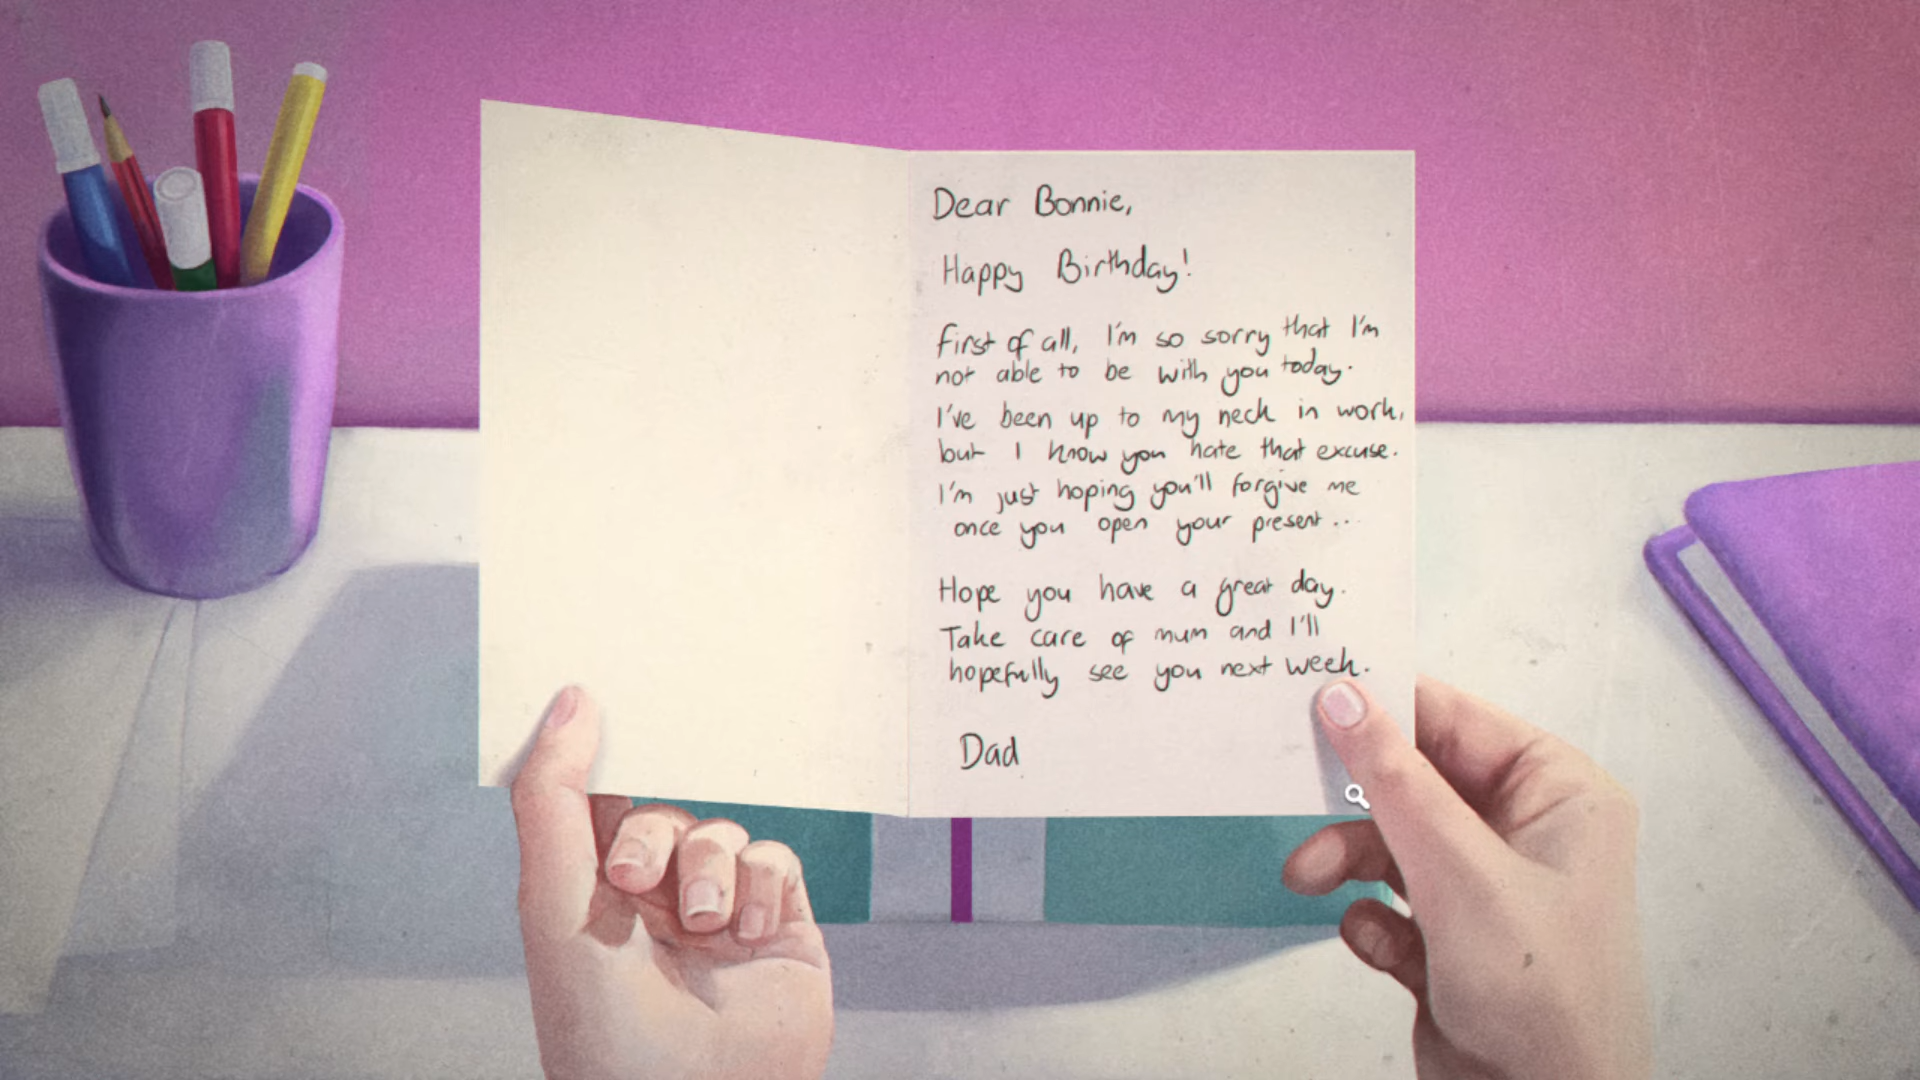 Dear Bonnie,
Happy Birthday!
First of all, I'm so sorry that I'm
not able to be with you today.
I've been up to my neck in work,
but I know you hate that excuse.
I'm just hoping you'll forgive me
once you open your present...
Hope you have a great day.
Take care of mum and I'll
hopefully see you next week.
Dad